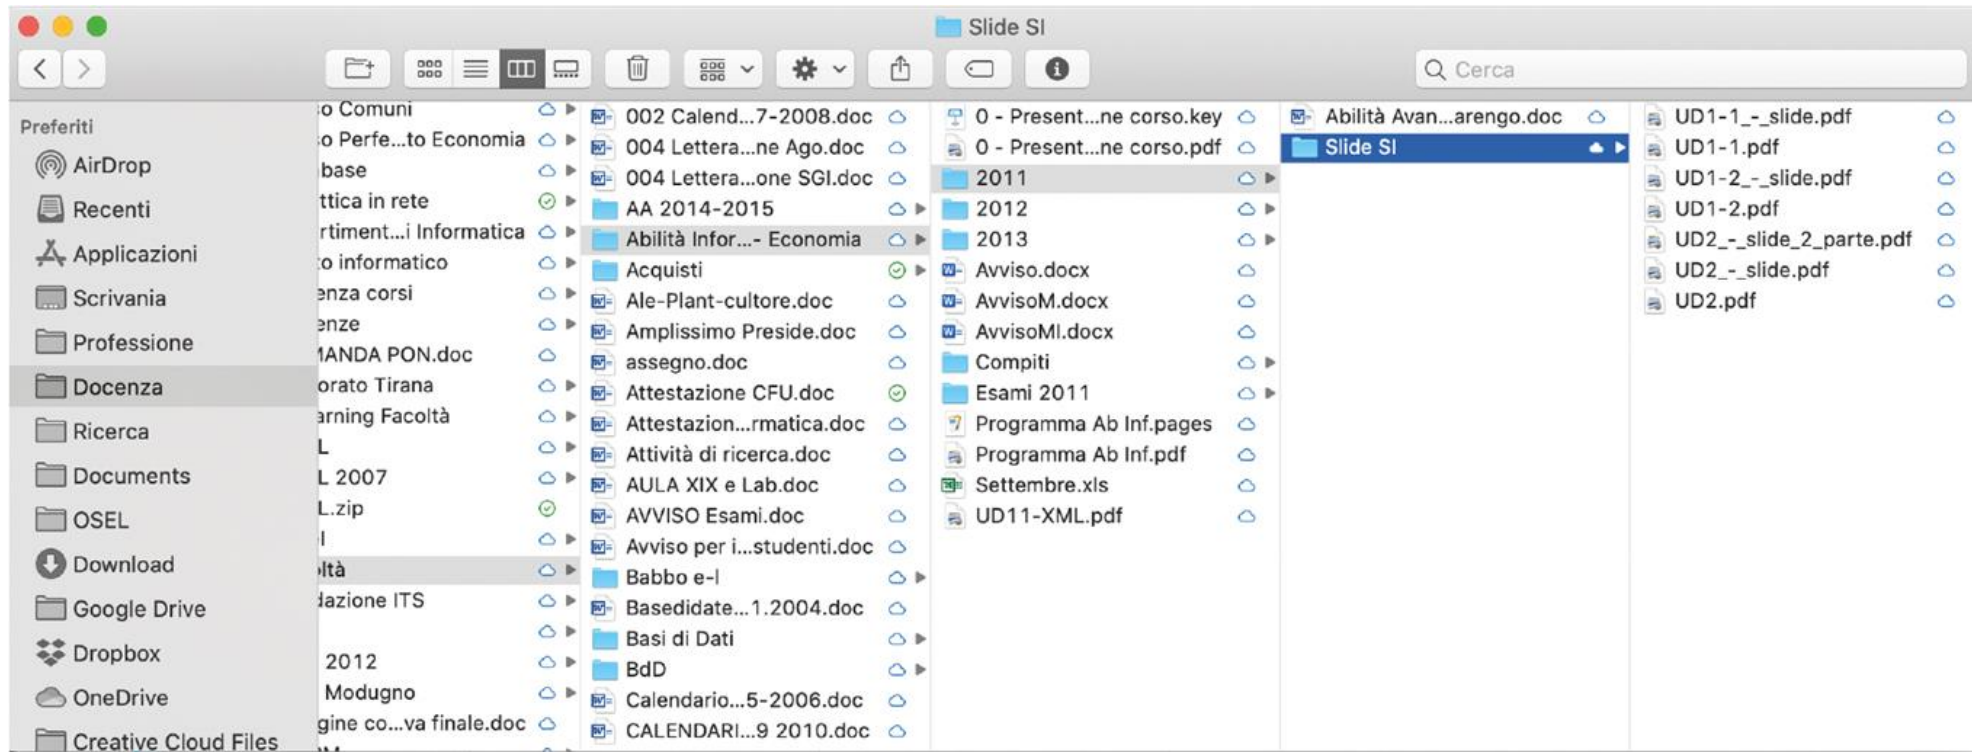 Slide SI
Cerca
Preferiti
AirDrop
Recenti
Applicazioni
Scrivania
Professione
Docenza
Ricerca
Documents
OSEL
Download
Google Drive
Dropbox
OneDrive
Creative Cloud Files
so Comuni
so Perfe...to Economia
base
ttica in rete
rtiment...i Informatica
to informatico
enza corsi
enze
MANDA PON.doc
orato Tirana
arning Facoltà
L
L 2007
L.zip
el
oltà
dazione ITS
2012
Modugno
gine co...va finale.doc
002 Calend...7-2008.doc
004 Lettera...ne Ago.doc
004 Lettera...one SGI.doc
AA 2014-2015
Abilità Infor...- Economia
Acquisti
Ale-Plant-cultore.doc
Amplissimo Preside.doc
assegno.doc
Attestazione CFU.doc
Attestazion...rmatica.doc
Attività di ricerca.doc
AULA XIX e Lab.doc
AVVISO Esami.doc
Avviso per i...studenti.doc
Babbo e-l
Basedidate...1.2004.doc
Basi di Dati
BdD
Calendario...5-2006.doc
CALENDARI...9 2010.doc
0 - Present...ne corso.key
0 - Present...ne corso.pdf
2011
2012
2013
Avviso.docx
AvvisoM.docx
AvvisoMI.docx
Compiti
Esami 2011
Programma Ab Inf.pages
Programma Ab Inf.pdf
Settembre.xls
UD11-XML.pdf
Abilità Avan...arengo.doc
Slide SI
UD1-1_-_slide.pdf
UD1-1.pdf
UD1-2_-_slide.pdf
UD1-2.pdf
UD2_-_slide_2_parte.pdf
UD2_-_slide.pdf
UD2.pdf